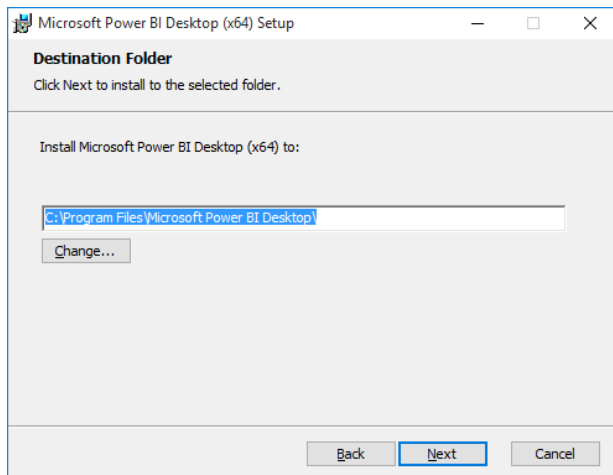 Microsoft Power BI Desktop (x64) Setup
Destination Folder
Click Next to install to the selected folder.
Install Microsoft Power BI Desktop (x64) to:
C:\Program Files\Microsoft Power BI Desktop\
Change...
Back Next Cancel